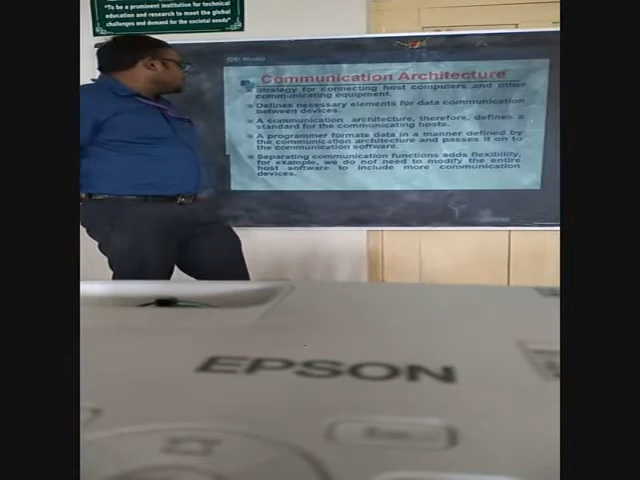 "To be a prominent institution for technical
education and research to meet the global
challenges and demand for the societal needs"
OSI Model
Communication Architecture
Strategy for connecting host computers and other
communicating equipment.
Defines necessary elements for data communication
between devices.
A communication architecture, therefore, defines a
standard for the communicating hosts.
A programmer formats data in a manner defined by
the communication architecture and passes it on to
the communication software.
Separating communication functions adds flexibility,
for example, we do not need to modify the entire
host software to include more communication
devices.
EPSON
Esc